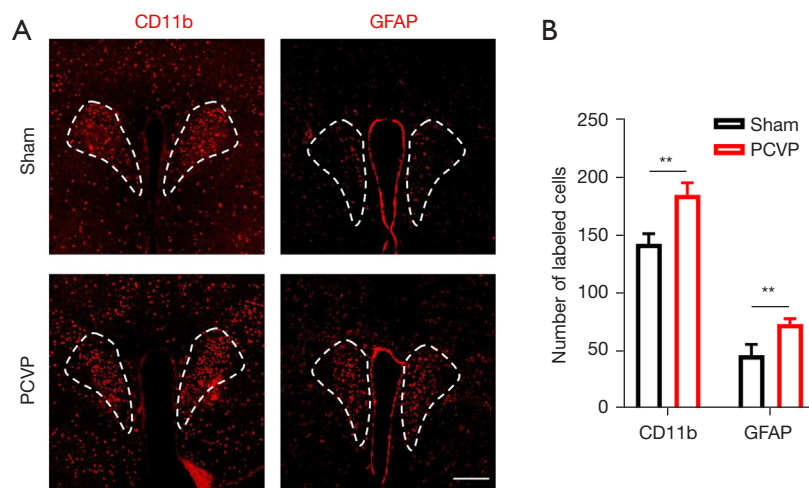 A
CD11b
GFAP
Sham
PCVP
B
Number of labeled cells
250
200
150
100
50
0
Sham
PCVP
**
**
CD11b
GFAP